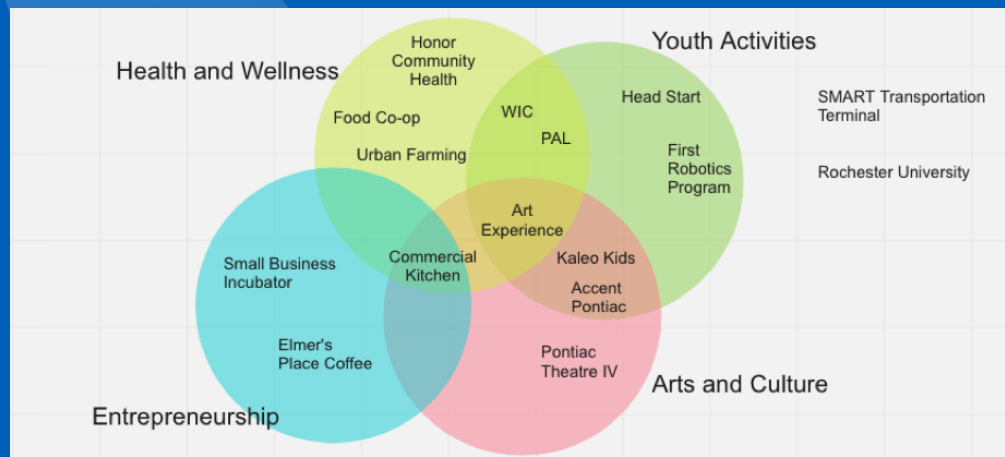 Health and Wellness
Honor
Community
Health
Food Co-op
Urban Farming
WIC
PAL
Youth Activities
Head Start
First
Robotics
Program
SMART Transportation
Terminal
Rochester University
Art
Experience
Commercial
Kitchen
Kaleo Kids
Accent
Pontiac
Small Business
Incubator
Elmer's
Place Coffee
Pontiac
Theatre IV
Arts and Culture
Entrepreneurship